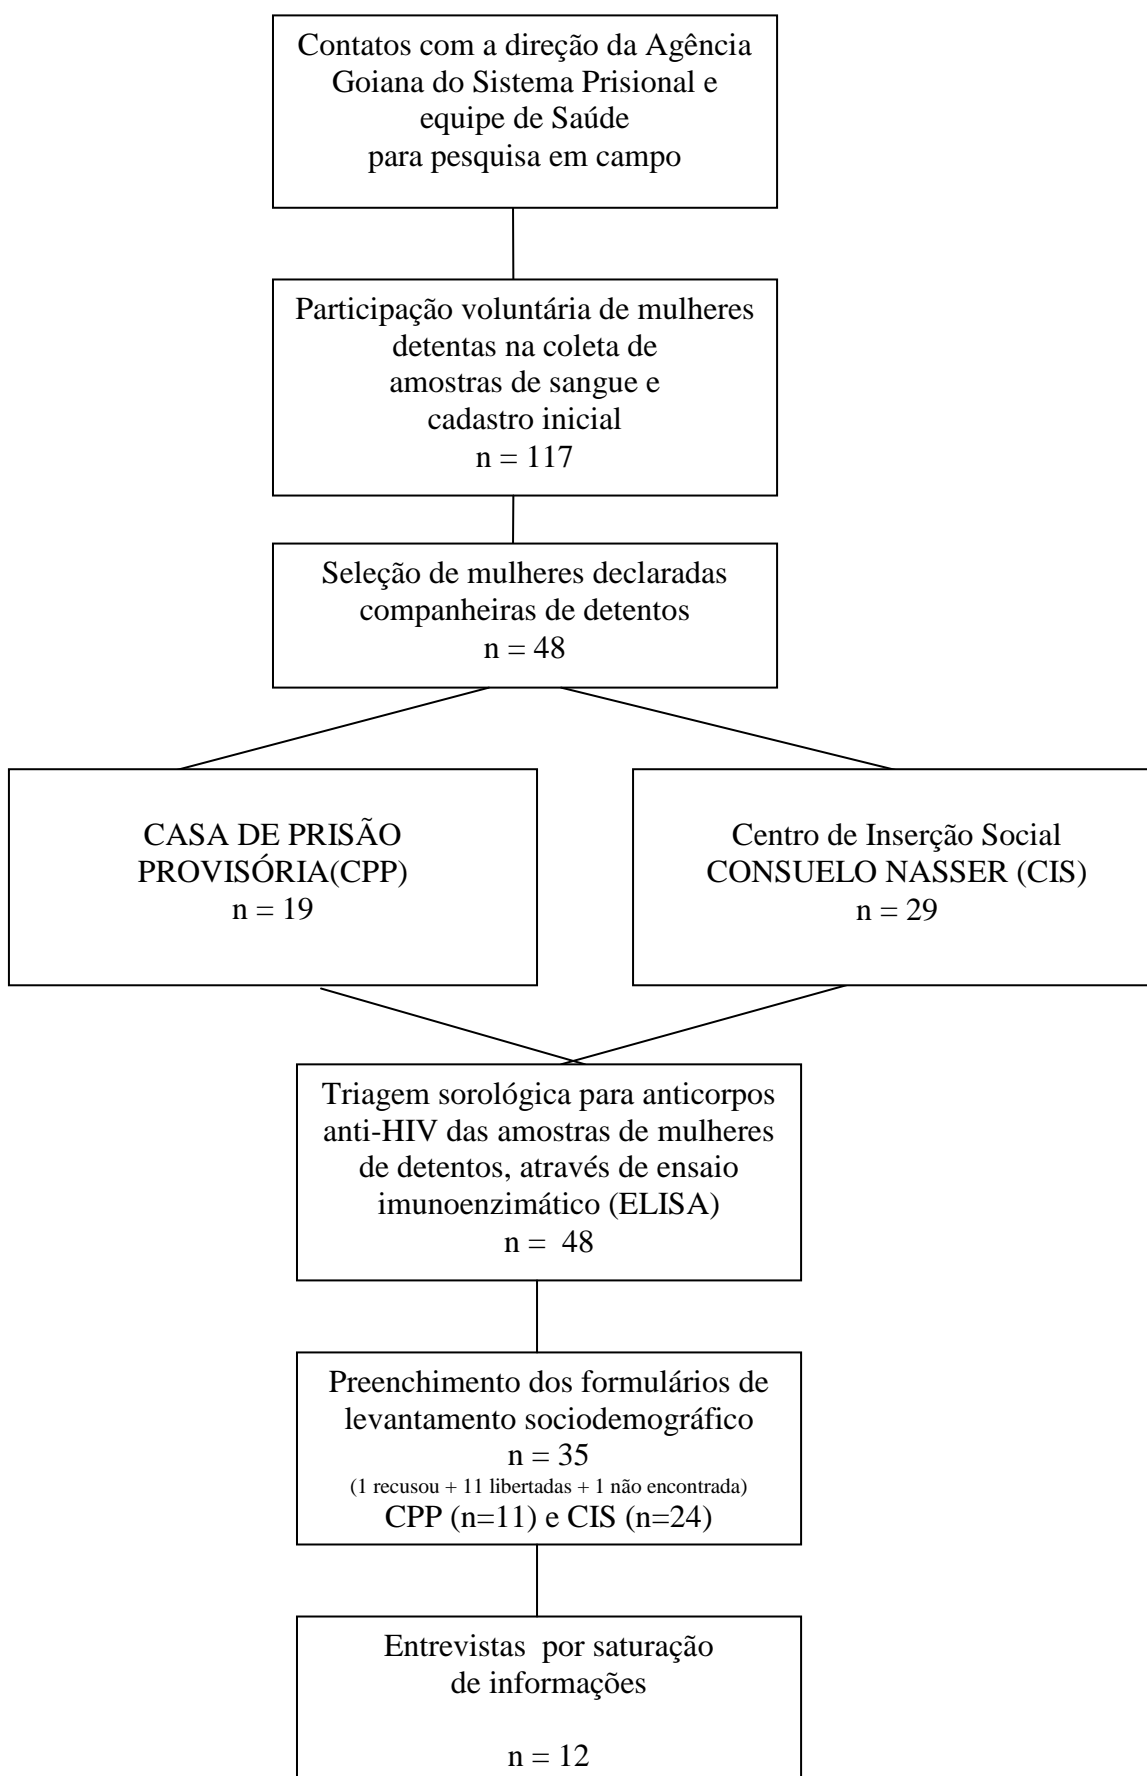 Contatos com a direção da Agência
Goiana do Sistema Prisional e
equipe de Saúde
para pesquisa em campo
Participação voluntária de mulheres
detentas na coleta de
amostras de sangue e
cadastro inicial
n = 117
Seleção de mulheres declaradas
companheiras de detentos
n = 48
CASA DE PRISÃO
PROVISÓRIA(CPP)
n = 19
Centro de Inserção Social
CONSUELO NASSER (CIS)
n = 29
Triagem sorológica para anticorpos
anti-HIV das amostras de mulheres
de detentos, através de ensaio
imunoenzimático (ELISA)
n =  48
Preenchimento dos formulários de
levantamento sociodemográfico
n = 35
(1 recusou + 11 libertadas + 1 não encontrada)
CPP (n=11) e CIS (n=24)
Entrevistas  por saturação
de informações
n = 12